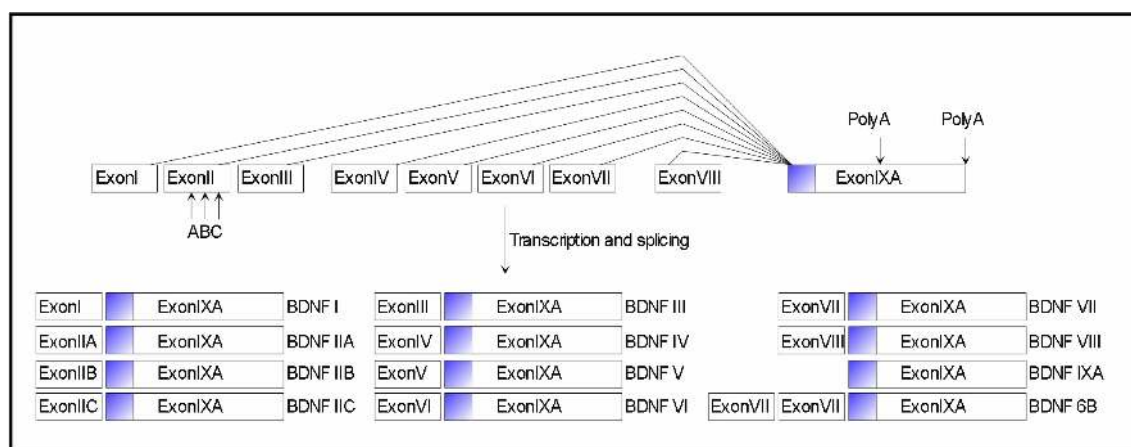 PolyA PolyA
ExonI ExonII ExonIII ExonIV ExonV ExonVI ExonVII ExonVIII ExonIXA
ABC
Transcription and splicing
ExonI ExonIXA BDNF I ExonIII ExonIXA BDNF III ExonVII ExonIXA BDNF VII
ExonIIA ExonIXA BDNF IIA ExonIV ExonIXA BDNF IV ExonVIII ExonIXA BDNF VIII
ExonIIB ExonIXA BDNF IIB ExonV ExonIXA BDNF V ExonIXA BDNF IXA
ExonIIC ExonIXA BDNF IIC ExonVI ExonIXA BDNF VI ExonVII ExonVII ExonIXA BDNF 6B